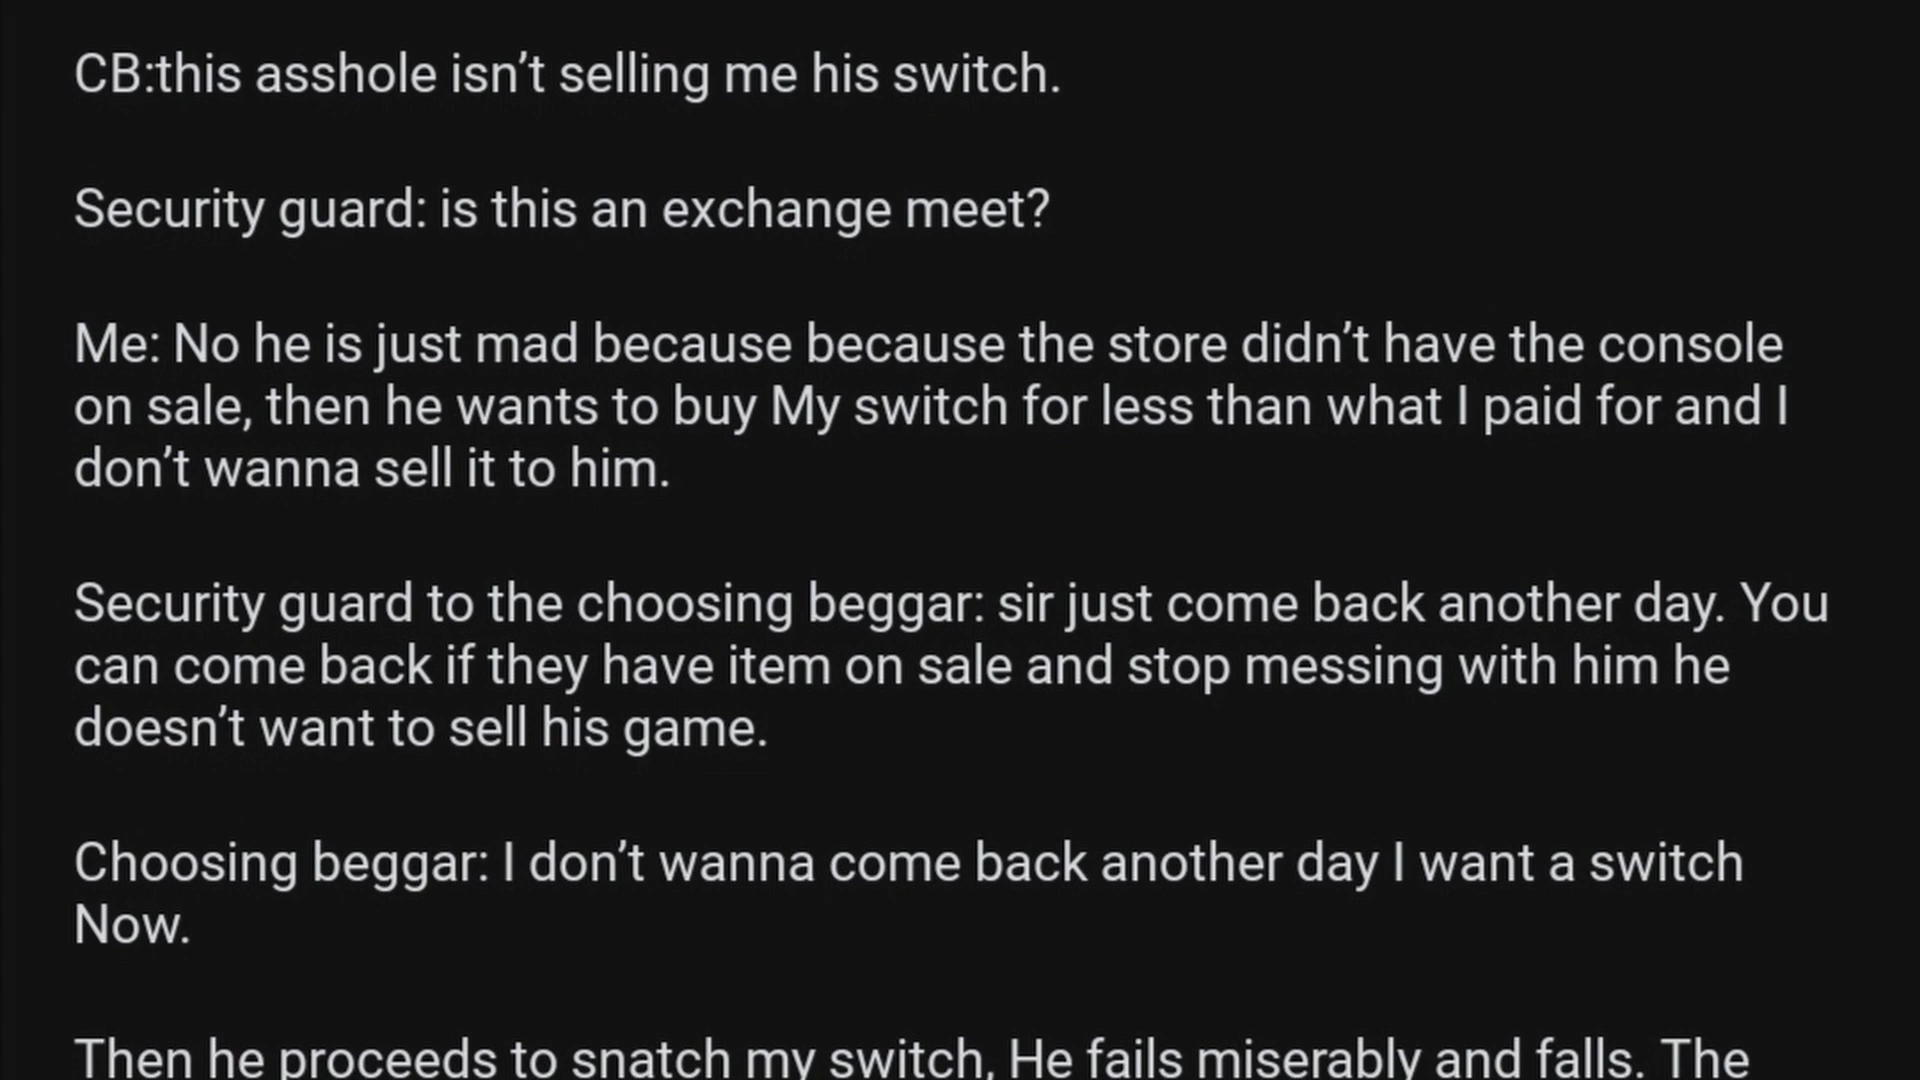 CB:this asshole isn’t selling me his switch.
Security guard: is this an exchange meet?
Me: No he is just mad because because the store didn’t have the console
on sale, then he wants to buy My switch for less than what I paid for and I
don’t wanna sell it to him.
Security guard to the choosing beggar: sir just come back another day. You
can come back if they have item on sale and stop messing with him he
doesn’t want to sell his game.
Choosing beggar: I don’t wanna come back another day I want a switch
Now.
Then he proceeds to snatch my switch, He fails miserably and falls. The